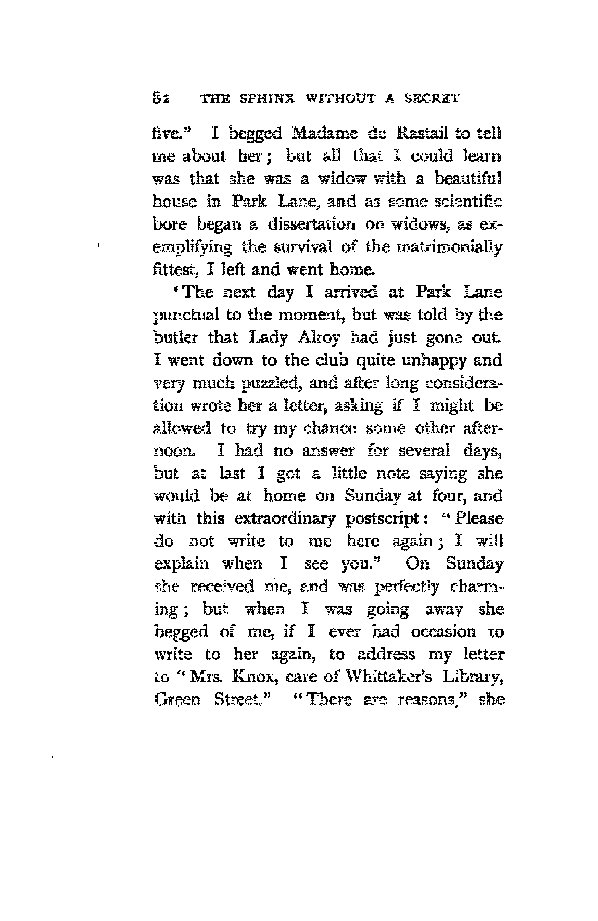 52 THE SPHINX WITHOUT A SECRET
five." I begged Madame de Rastail to tell
me about her; but all that I could learn
was that she was a widow with a beautiful
house in Park Lane, and as some scientific
bore began a dissertation on widows, as ex-
emplifying the survival of the matrimonially
fittest, I left and went home.
'The next day I arrived at Park Lane
punctual to the moment, but was told by the
butler that Lady Alroy had just gone out.
I went down to the club quite unhappy and
very much puzzled, and after long considera-
tion wrote her a letter, asking if I might be
allowed to try my chance some other after-
noon. I had no answer for several days,
but at last I got a little note saying she
would be at home on Sunday at four, and
with this extraordinary postscript: "Please
do not write to me here again; I will
explain when I see you." On Sunday
she received me, and was perfectly charm-
ing; but when I was going away she
begged of me, if I ever had occasion to
write to her again, to address my letter
to "Mrs. Knox, care of Whittaker's Library,
Green Street." "There are reasons," she